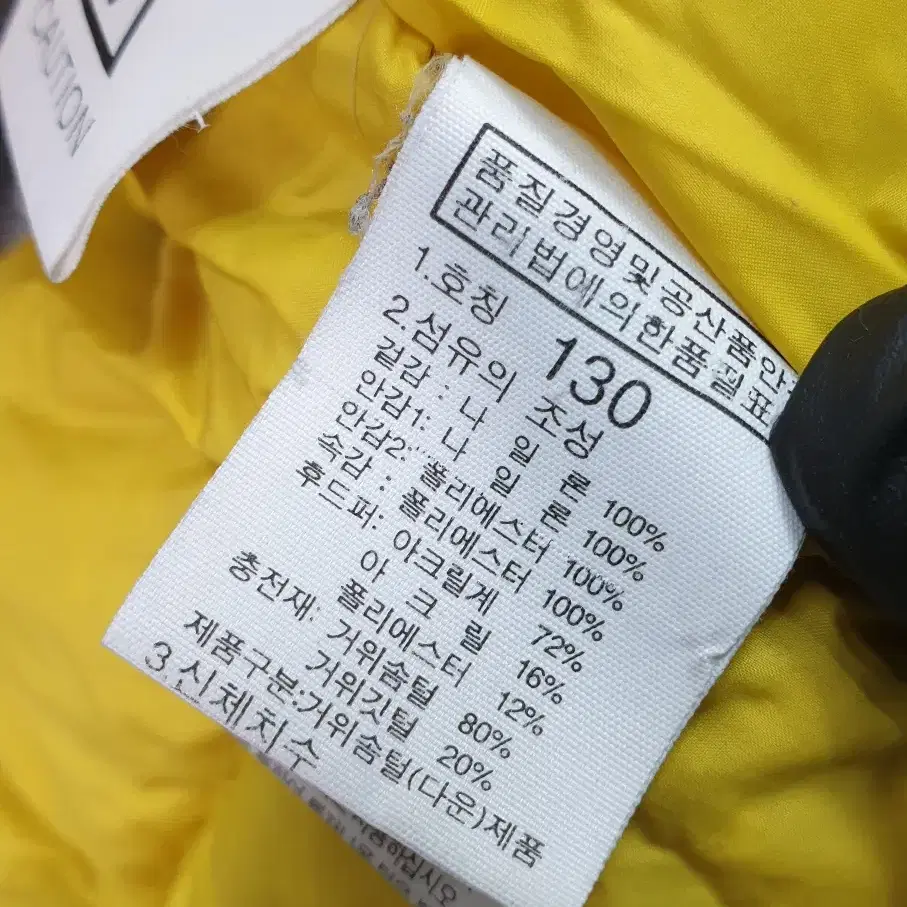 CAUTION
품질경영및공산품안
관리법에의한품질표
1.호칭 130
2.섬유의 조성
겉감 : 나 일 론 100%
안감1: 나 일 론 100%
안감2: 폴리에스터 100%
속감 : 폴리에스터 100%
후드퍼: 아크릴계 72%
아 크 릴 16%
폴리에스터 12%
충전재: 거위솜털 80%
거위깃털 20%
제품구분:거위솜털(다운)제품
3.신체치수
하십시오